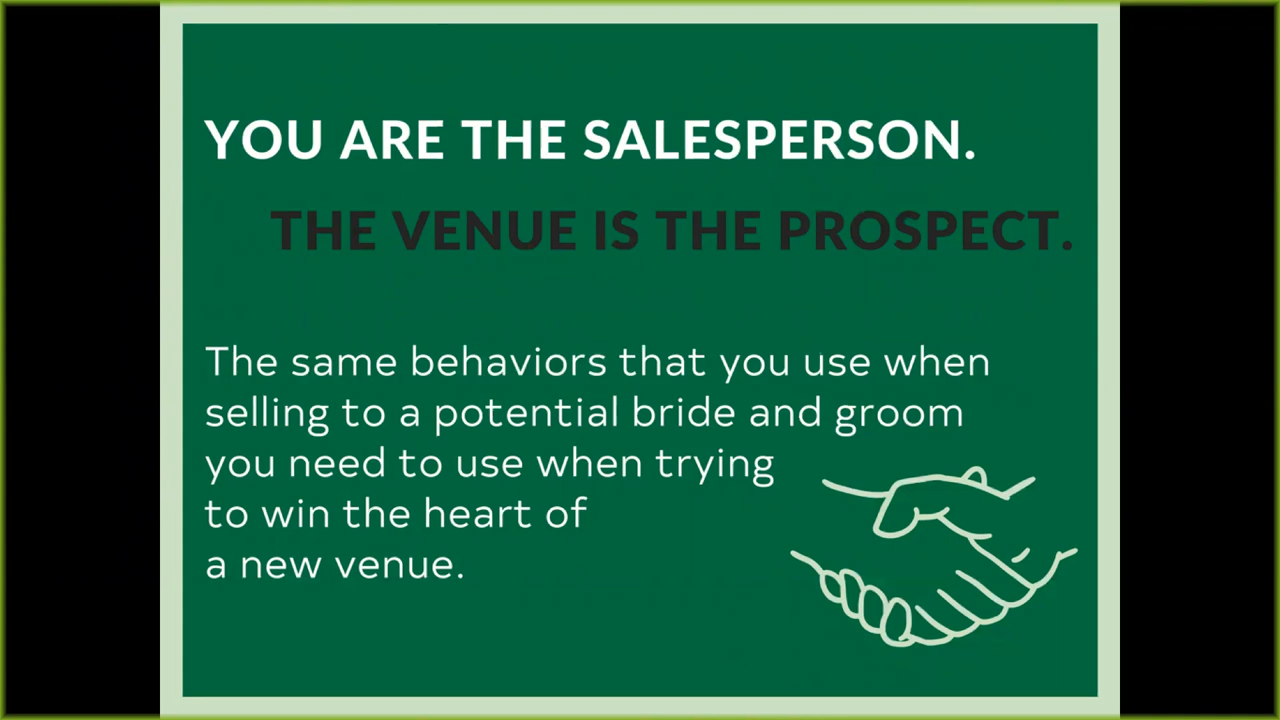 YOU ARE THE SALESPERSON.
THE VENUE IS THE PROSPECT.
The same behaviors that you use when
selling to a potential bride and groom
you need to use when trying
to win the heart of
a new venue.